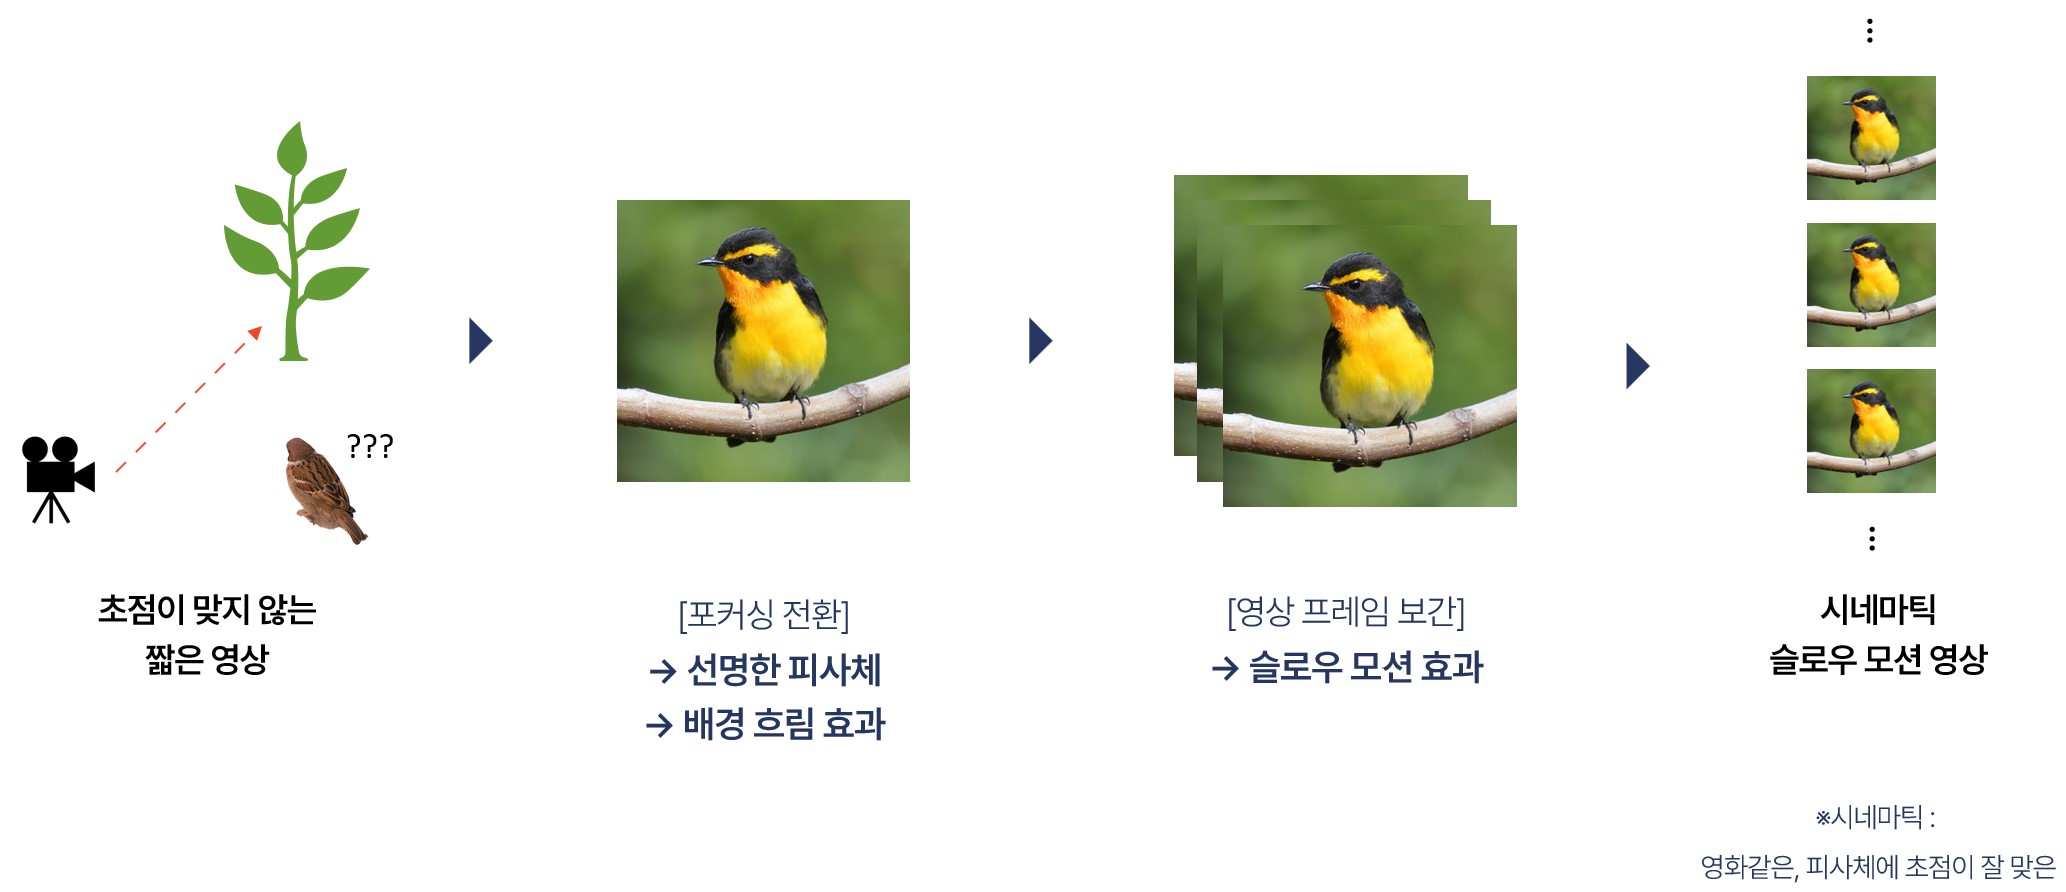 ???
초점이 맞지 않는
짧은 영상
[포커싱 전환]
→ 선명한 피사체
→ 배경 흐림 효과
[영상 프레임 보간]
→ 슬로우 모션 효과
시네마틱
슬로우 모션 영상
※시네마틱 :
영화같은, 피사체에 초점이 잘 맞은